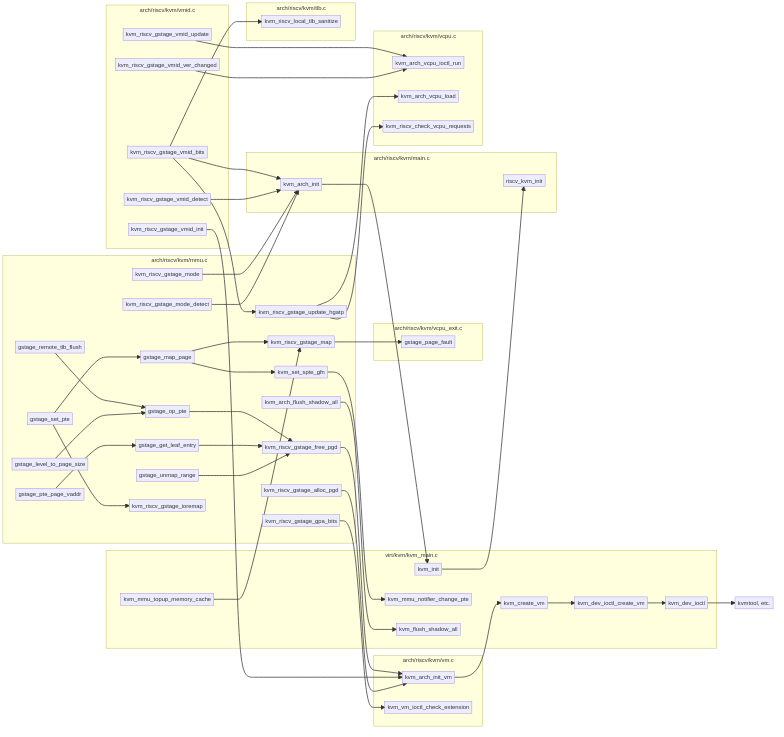 arch/riscv/kvm/vmid.c
kvm_riscv_gstage_vmid_update
kvm_riscv_gstage_vmid_ver_changed
kvm_riscv_gstage_vmid_bits
kvm_riscv_gstage_vmid_detect
kvm_riscv_gstage_vmid_init
arch/riscv/kvm/tlb.c
kvm_riscv_local_tlb_sanitize
arch/riscv/kvm/vcpu.c
kvm_arch_vcpu_ioctl_run
kvm_arch_vcpu_load
kvm_riscv_check_vcpu_requests
arch/riscv/kvm/main.c
kvm_arch_init
riscv_kvm_init
arch/riscv/kvm/mmu.c
kvm_riscv_gstage_mode
kvm_riscv_gstage_mode_detect
kvm_riscv_gstage_update_hgatp
gstage_remote_tlb_flush
gstage_map_page
kvm_riscv_gstage_map
kvm_set_spte_gfn
kvm_arch_flush_shadow_all
gstage_set_pte
gstage_op_pte
gstage_get_leaf_entry
kvm_riscv_gstage_free_pgd
gstage_level_to_page_size
gstage_unmap_range
gstage_pte_page_vaddr
kvm_riscv_gstage_alloc_pgd
kvm_riscv_gstage_ioremap
kvm_riscv_gstage_gpa_bits
arch/riscv/kvm/vcpu_exit.c
gstage_page_fault
virt/kvm/kvm_main.c
kvm_init
kvm_mmu_topup_memory_cache
kvm_mmu_notifier_change_pte
kvm_flush_shadow_all
kvm_create_vm
kvm_dev_ioctl_create_vm
kvm_dev_ioctl
kvmtool, etc.
arch/riscv/kvm/vm.c
kvm_arch_init_vm
kvm_vm_ioctl_check_extension